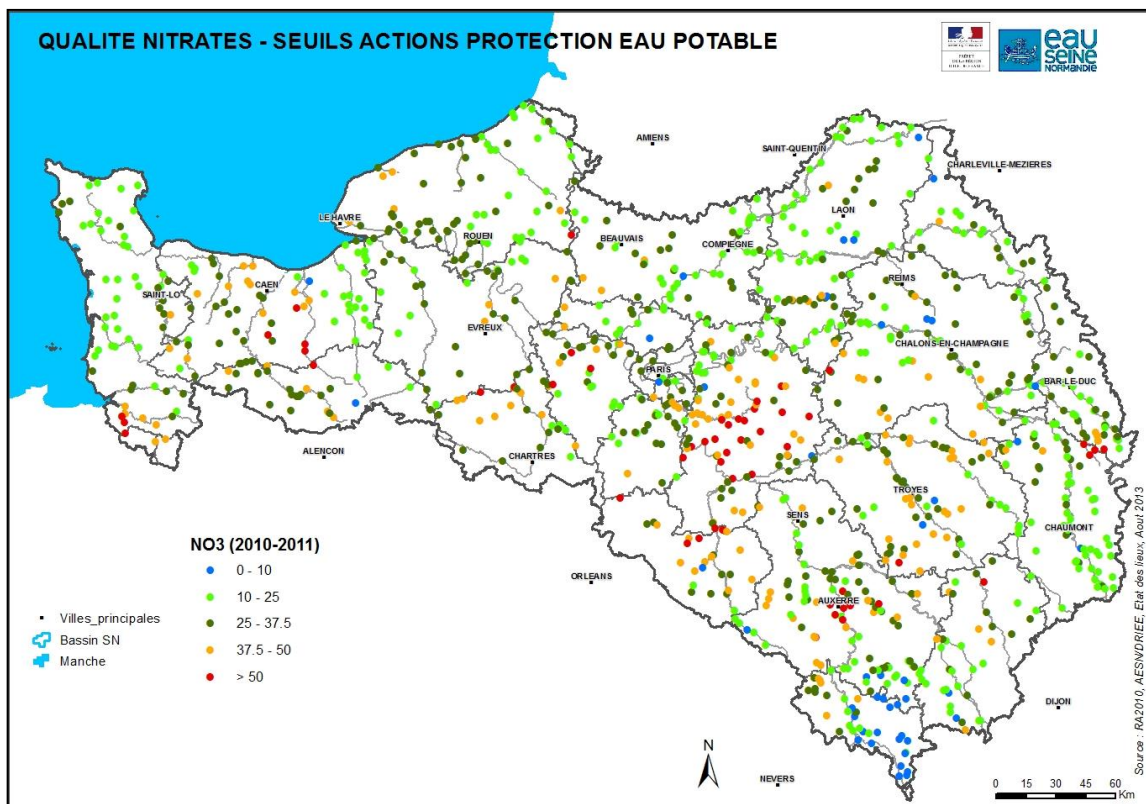 QUALITE NITRATES - SEUILS ACTIONS PROTECTION EAU POTABLE
eau
SEINE
NORMANDIE
AMIENS
SAINT-QUENTIN
CHARLEVILLE-MEZIERES
LE HAVRE
LAON
ROUEN
BEAUVAIS
COMPIEGNE
CAEN
SAINT-LO
REIMS
EVREUX
CHALONS-EN-CHAMPAGNE
PARIS
BAR-LE-DUC
ALENCON
CHARTRES
TROYES
SENS
CHAUMONT
ORLEANS
AUXERRE
DIJON
NEVERS
NO3 (2010-2011)
0 - 10
10 - 25
25 - 37.5
37.5 - 50
> 50
Villes_principales
Bassin SN
Manche
N
0 15 30 45 60
Km
Source : RA2010, AESN/DRIEE, Etat des lieux, Aout 2013